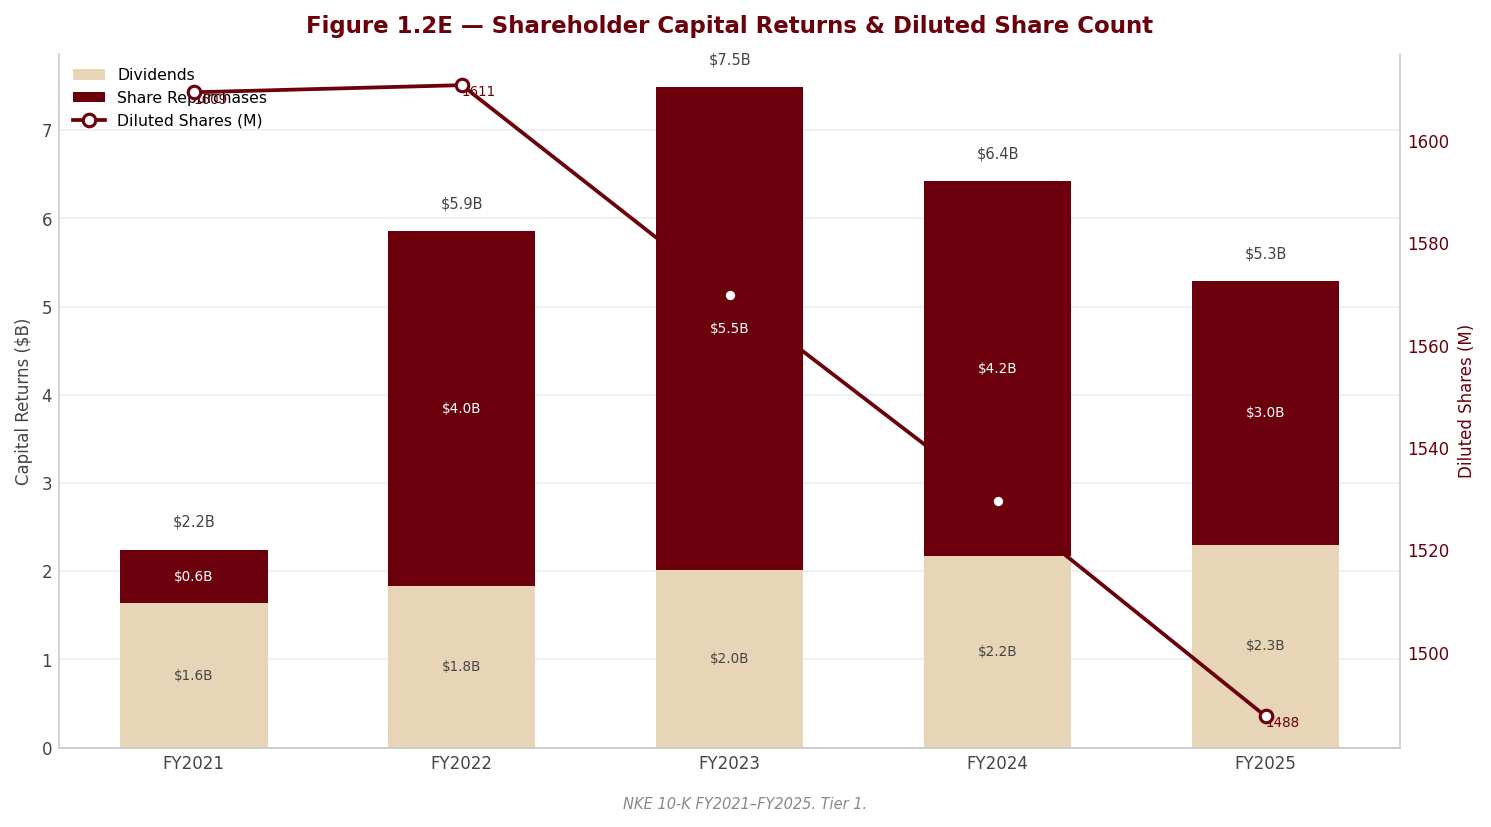 Figure 1.2E — Shareholder Capital Returns & Diluted Share Count
Dividends
Share Repurchases
Diluted Shares (M)
1609
1611
$7.5B
$5.9B
$6.4B
$5.3B
$2.2B
$5.5B
$4.2B
$4.0B
$3.0B
$0.6B
$1.6B
$1.8B
$2.0B
$2.2B
$2.3B
1488
7
6
5
4
3
2
1
0
Capital Returns ($B)
1600
1580
1560
1540
1520
1500
Diluted Shares (M)
FY2021
FY2022
FY2023
FY2024
FY2025
NKE 10-K FY2021–FY2025. Tier 1.